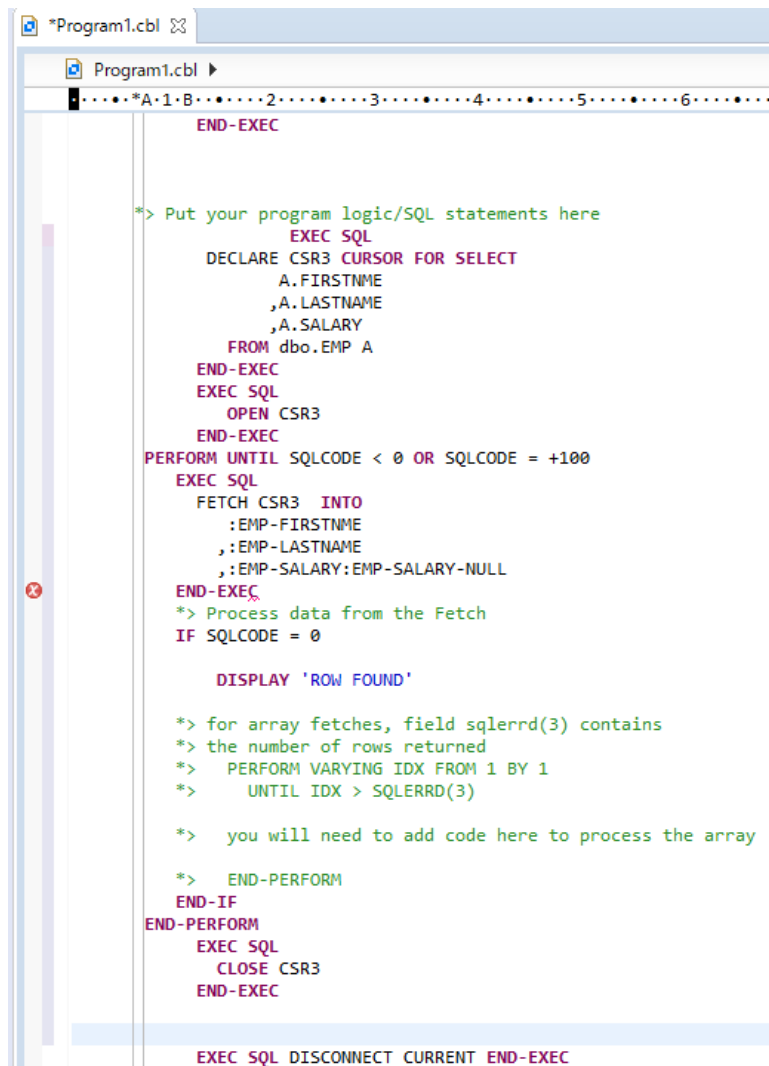 *Program1.cbl
Program1.cbl
····•·*A·1·B··•····2····•····3····•····4····•····5····•····6····•···
END-EXEC
*> Put your program logic/SQL statements here
EXEC SQL
DECLARE CSR3 CURSOR FOR SELECT
A.FIRSTNME
,A.LASTNAME
,A.SALARY
FROM dbo.EMP A
END-EXEC
EXEC SQL
OPEN CSR3
END-EXEC
PERFORM UNTIL SQLCODE < 0 OR SQLCODE = +100
EXEC SQL
FETCH CSR3  INTO
:EMP-FIRSTNME
,:EMP-LASTNAME
,:EMP-SALARY:EMP-SALARY-NULL
END-EXEC
*> Process data from the Fetch
IF SQLCODE = 0
DISPLAY 'ROW FOUND'
*> for array fetches, field sqlerrd(3) contains
*> the number of rows returned
*>   PERFORM VARYING IDX FROM 1 BY 1
*>     UNTIL IDX > SQLERRD(3)
*>   you will need to add code here to process the array
*>   END-PERFORM
END-IF
END-PERFORM
EXEC SQL
CLOSE CSR3
END-EXEC
EXEC SQL DISCONNECT CURRENT END-EXEC